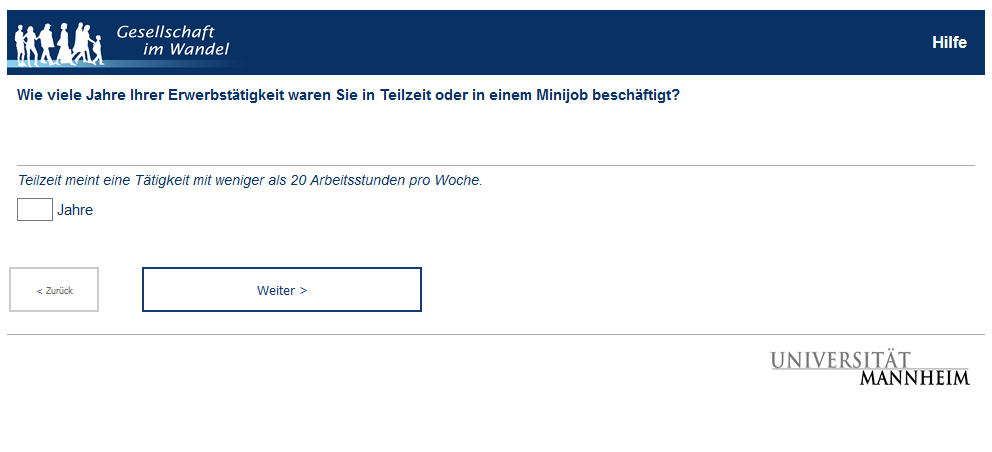 Gesellschaft
im Wandel
Hilfe
Wie viele Jahre Ihrer Erwerbstätigkeit waren Sie in Teilzeit oder in einem Minijob beschäftigt?
Teilzeit meint eine Tätigkeit mit weniger als 20 Arbeitsstunden pro Woche.
Jahre
< Zurück
Weiter >
UNIVERSITÄT
MANNHEIM